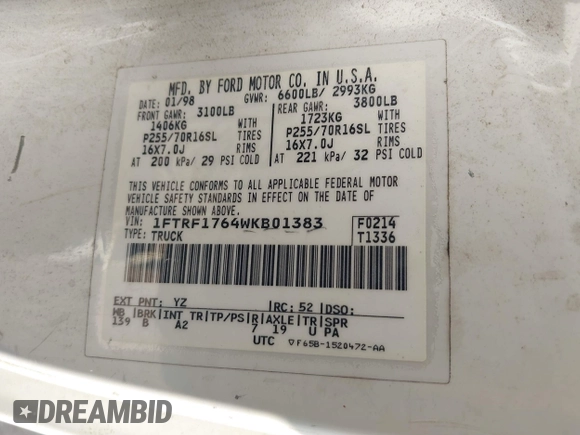 MFD. BY FORD MOTOR CO. IN U.S.A.
DATE: 01/98 GVWR: 6600LB/ 2993KG
FRONT GAWR: 3100LB REAR GAWR: 3800LB
1406KG WITH 1723KG WITH
P255/70R16SL TIRES P255/70R16SL TIRES
16X7.0J RIMS 16X7.0J RIMS
AT 200 kPa/ 29 PSI COLD AT 221 kPa/ 32 PSI COLD
THIS VEHICLE CONFORMS TO ALL APPLICABLE FEDERAL MOTOR
VEHICLE SAFETY STANDARDS IN EFFECT ON THE DATE OF
MANUFACTURE SHOWN ABOVE.
VIN: 1FTRF1764WKB01383 F0214
TYPE: TRUCK T1336
EXT PNT: YZ RC: 52 DSO:
WB BRK INT TR TP/PS R AXLE TR SPR
139 B A2 7 19 U PA
UTC F65B-1520472-AA
DREAMBID